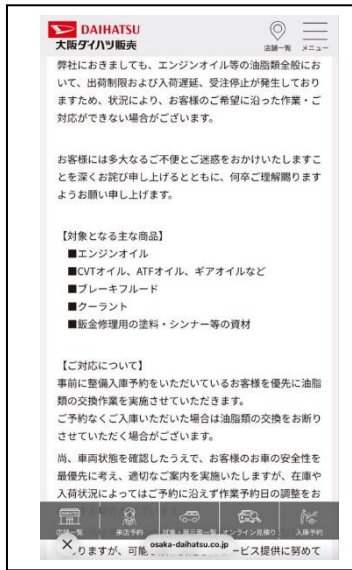 DAIHATSU
大阪ダイハツ販売
店舗一覧
メニュー
弊社におきましても、エンジンオイル等の油脂類全般にお
いて、出荷制限および入荷遅延、受注停止が発生しており
ますため、状況により、お客様のご希望に沿った作業・ご
対応ができない場合がございます。
お客様には多大なるご不便とご迷惑をおかけいたしますこ
とを深くお詫び申し上げるとともに、何卒ご理解賜ります
ようお願い申し上げます。
【対象となる主な商品】
■エンジンオイル
■CVTオイル、ATFオイル、ギアオイルなど
■ブレーキフルード
■クーラント
■鈑金修理用の塗料・シンナー等の資材
【ご対応について】
事前に整備入庫予約をいただいているお客様を優先に油脂
類の交換作業を実施させていただきます。
ご予約なくご入庫いただいた場合は油脂類の交換をお断り
させていただく場合がございます。
尚、車両状態を確認したうえで、お客様のお車の安全性を
最優先に考え、適切なご案内を実施いたしますが、在庫や
入荷状況によってはご予約に沿えず作業予約日の調整をお
店舗一覧
来店予約
試乗・展示車一覧
オンライン見積り
入庫予約
osaka-daihatsu.co.jp
りますが、可能
ービス提供に努めて